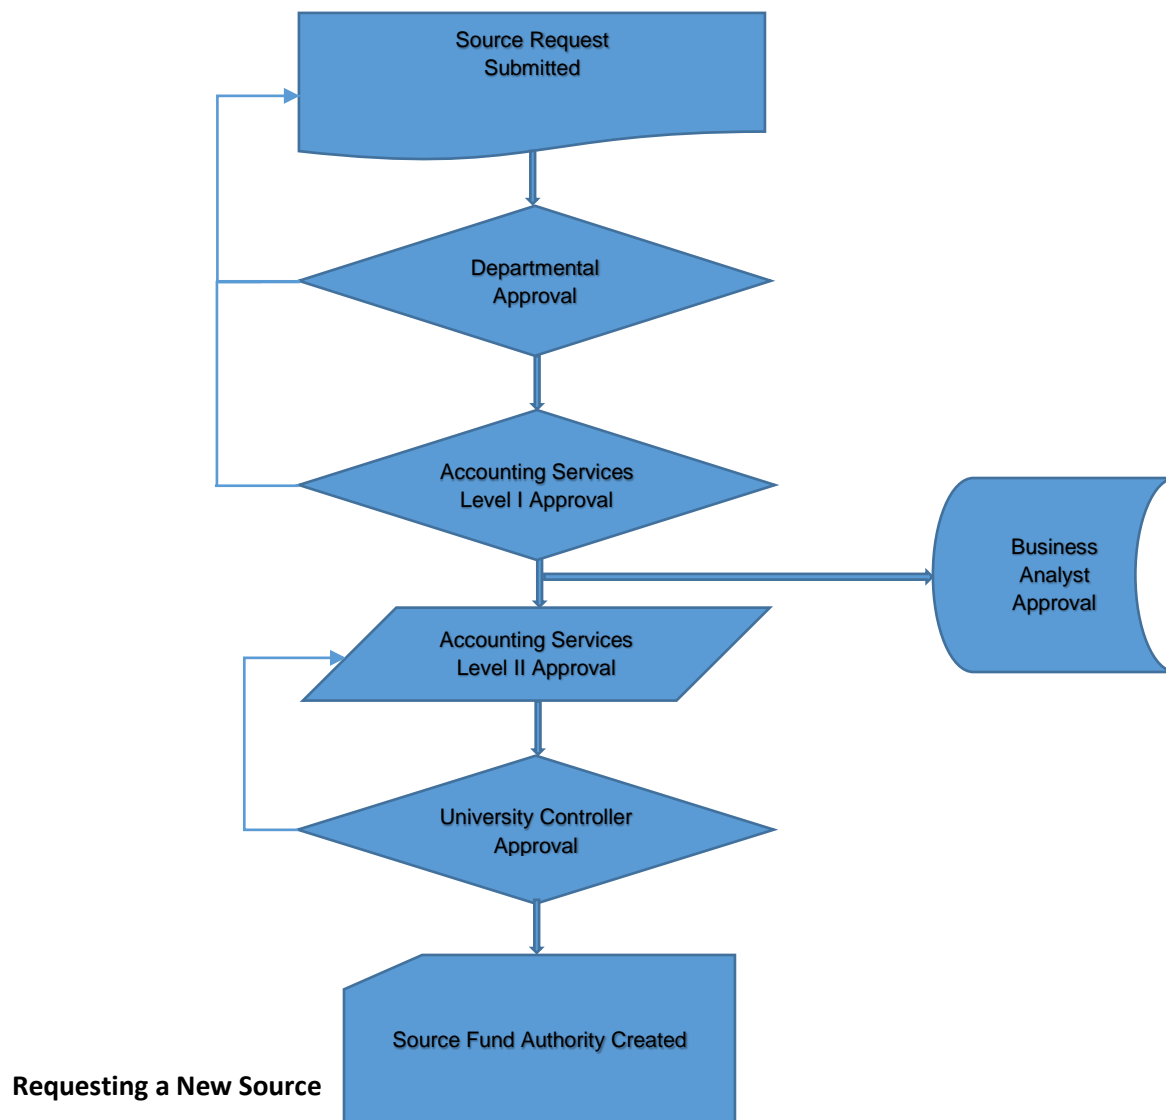 Source Request
Submitted
Departmental
Approval
Accounting Services
Level I Approval
Business
Analyst
Approval
Accounting Services
Level II Approval
University Controller
Approval
Source Fund Authority Created
Requesting a New Source